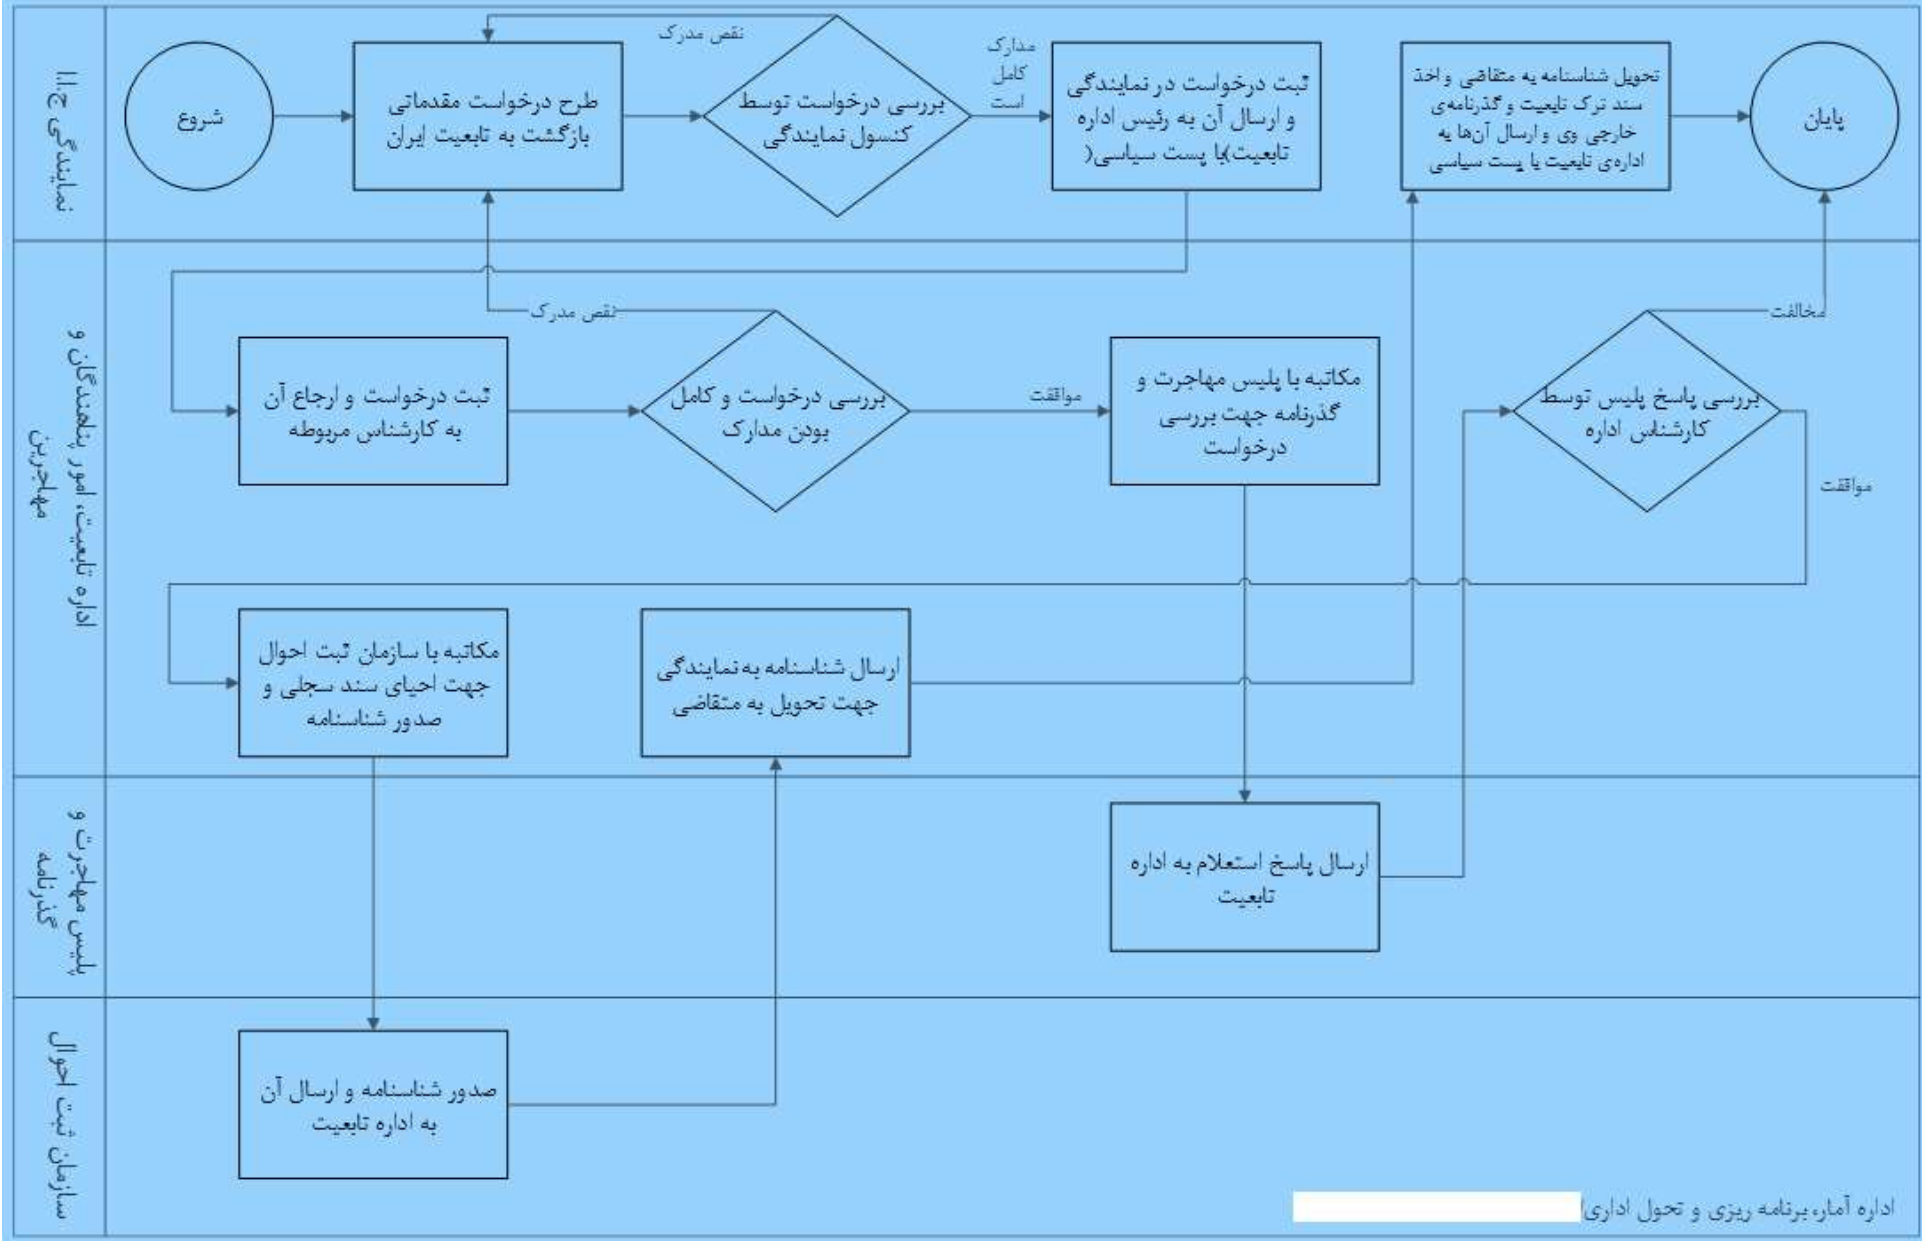 نمایندگی ج.ا.ا
شروع
طرح درخواست مقدماتی
بازگشت به تابعیت ایران
نقص مدرک
بررسی درخواست توسط
کنسول نمایندگی
مدارک
کامل
است
ثبت درخواست در نمایندگی
و ارسال آن به رئیس اداره
تابعیت)با پست سیاسی(
تحویل شناسنامه به متقاضی و اخذ
سند ترک تابعیت و گذرنامه‌ی
خارجی وی و ارسال آن‌ها به
اداره‌ی تابعیت با پست سیاسی
پایان
اداره تابعیت، امور پناهندگان و
مهاجرین
ثبت درخواست و ارجاع آن
به کارشناس مربوطه
نقص مدرک
بررسی درخواست و کامل
بودن مدارک
موافقت
مکاتبه با پلیس مهاجرت و
گذرنامه جهت بررسی
درخواست
بررسی پاسخ پلیس توسط
کارشناس اداره
مخالفت
موافقت
مکاتبه با سازمان ثبت احوال
جهت احیای سند سجلی و
صدور شناسنامه
ارسال شناسنامه به نمایندگی
جهت تحویل به متقاضی
پلیس مهاجرت و
گذرنامه
ارسال پاسخ استعلام به اداره
تابعیت
سازمان ثبت احوال
صدور شناسنامه و ارسال آن
به اداره تابعیت
اداره آمار، برنامه ریزی و تحول اداری/